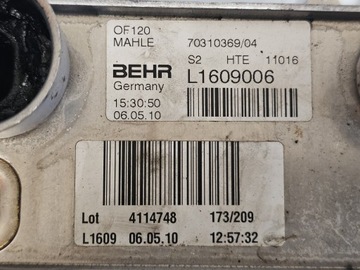 OF120
MAHLE 70310369/04
S2 HTE 11016
BEHR L1609006
Germany
15:30:50
06.05.10
Lot 4114748 173/209
L1609 06.05.10 12:57:32